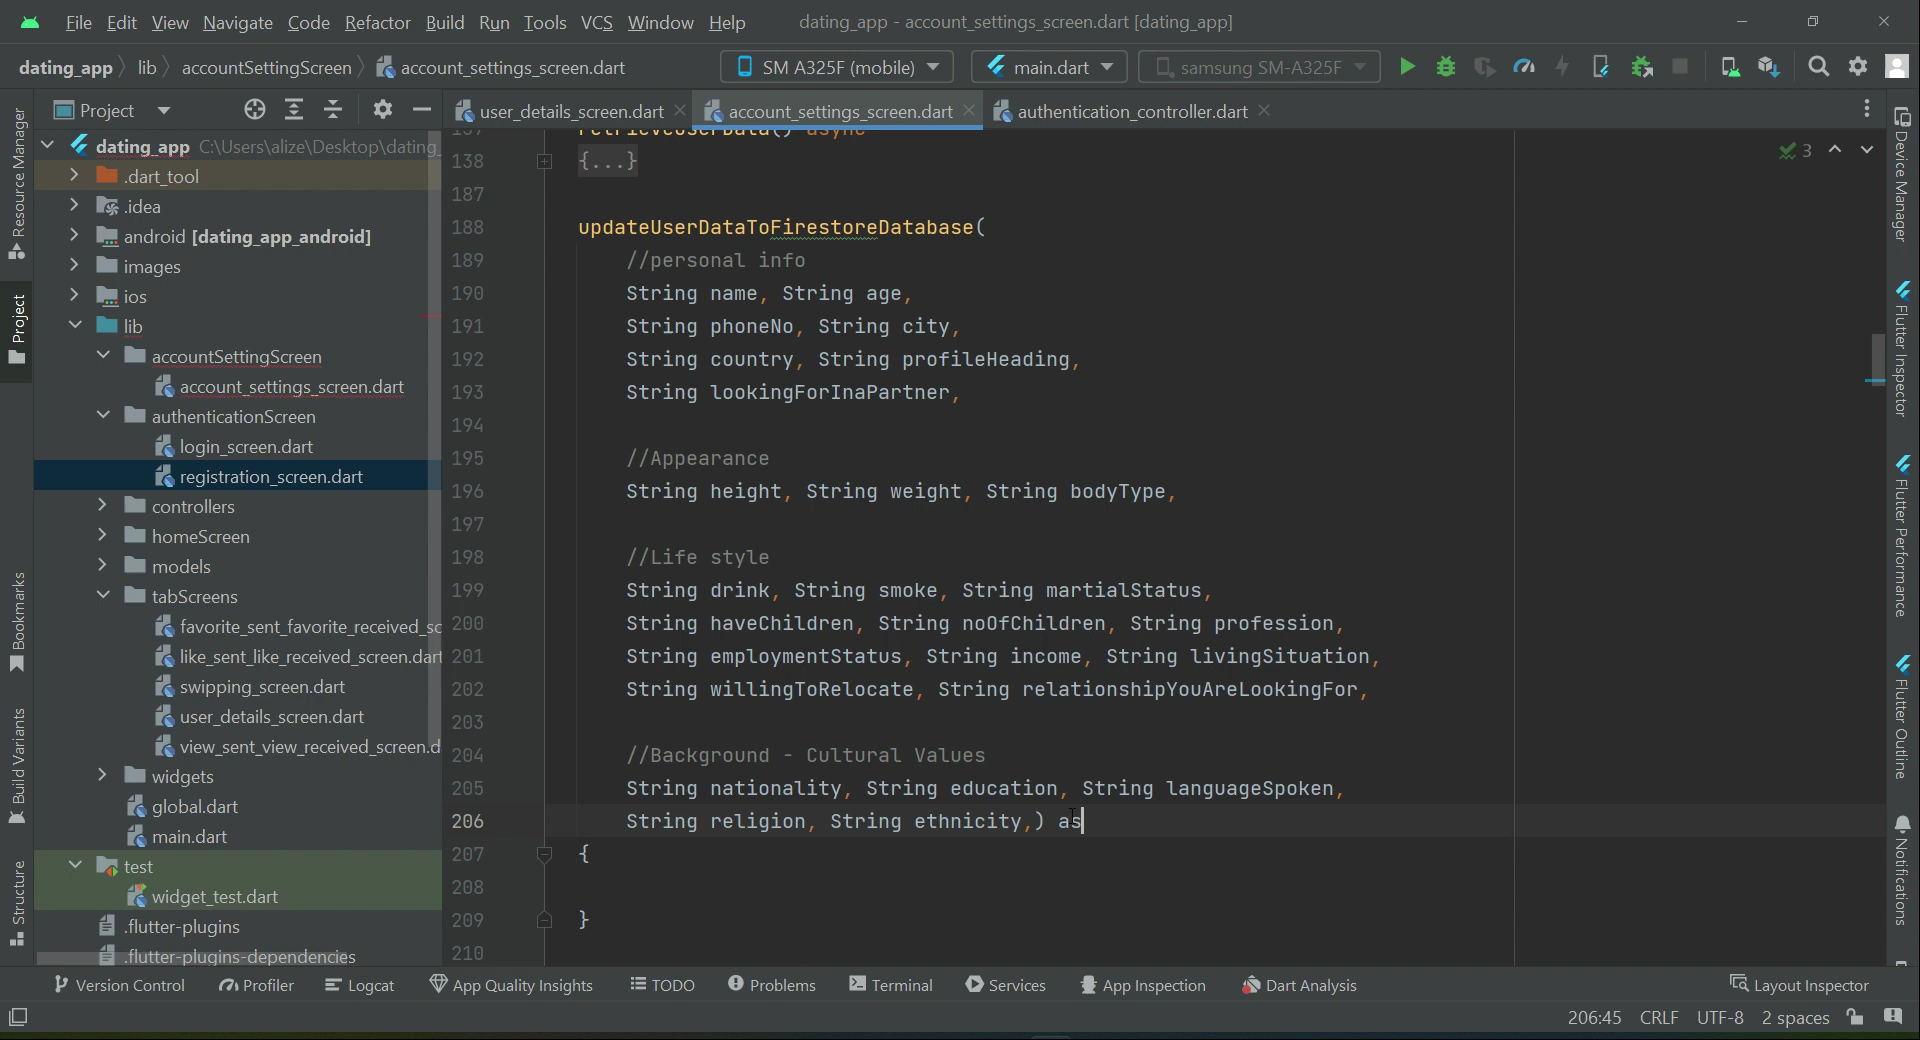 File Edit View Navigate Code Refactor Build Run Tools VCS Window Help dating_app - account_settings_screen.dart [dating_app]
dating_app lib accountSettingScreen account_settings_screen.dart SM A325F (mobile) main.dart samsung SM-A325F
Project
user_details_screen.dart account_settings_screen.dart authentication_controller.dart
Resource Manager
Project
Bookmarks
Build Variants
Structure
dating_app C:\Users\alize\Desktop\dating_
.dart_tool
.idea
android [dating_app_android]
images
ios
lib
accountSettingScreen
account_settings_screen.dart
authenticationScreen
login_screen.dart
registration_screen.dart
controllers
homeScreen
models
tabScreens
favorite_sent_favorite_received_sc
like_sent_like_received_screen.dart
swipping_screen.dart
user_details_screen.dart
view_sent_view_received_screen.d
widgets
global.dart
main.dart
test
widget_test.dart
.flutter-plugins
.flutter-plugins-dependencies
137 retrieveUserData() async
138 {...}
3
187
188 updateUserDataToFirestoreDatabase(
189 //personal info
190 String name, String age,
191 String phoneNo, String city,
192 String country, String profileHeading,
193 String lookingForInaPartner,
194
195 //Appearance
196 String height, String weight, String bodyType,
197
198 //Life style
199 String drink, String smoke, String martialStatus,
200 String haveChildren, String noOfChildren, String profession,
201 String employmentStatus, String income, String livingSituation,
202 String willingToRelocate, String relationshipYouAreLookingFor,
203
204 //Background - Cultural Values
205 String nationality, String education, String languageSpoken,
206 String religion, String ethnicity,) as
207 {
208
209 }
210
Device Manager
Flutter Inspector
Flutter Performance
Flutter Outline
Notifications
Version Control Profiler Logcat App Quality Insights TODO Problems Terminal Services App Inspection Dart Analysis Layout Inspector
206:45 CRLF UTF-8 2 spaces